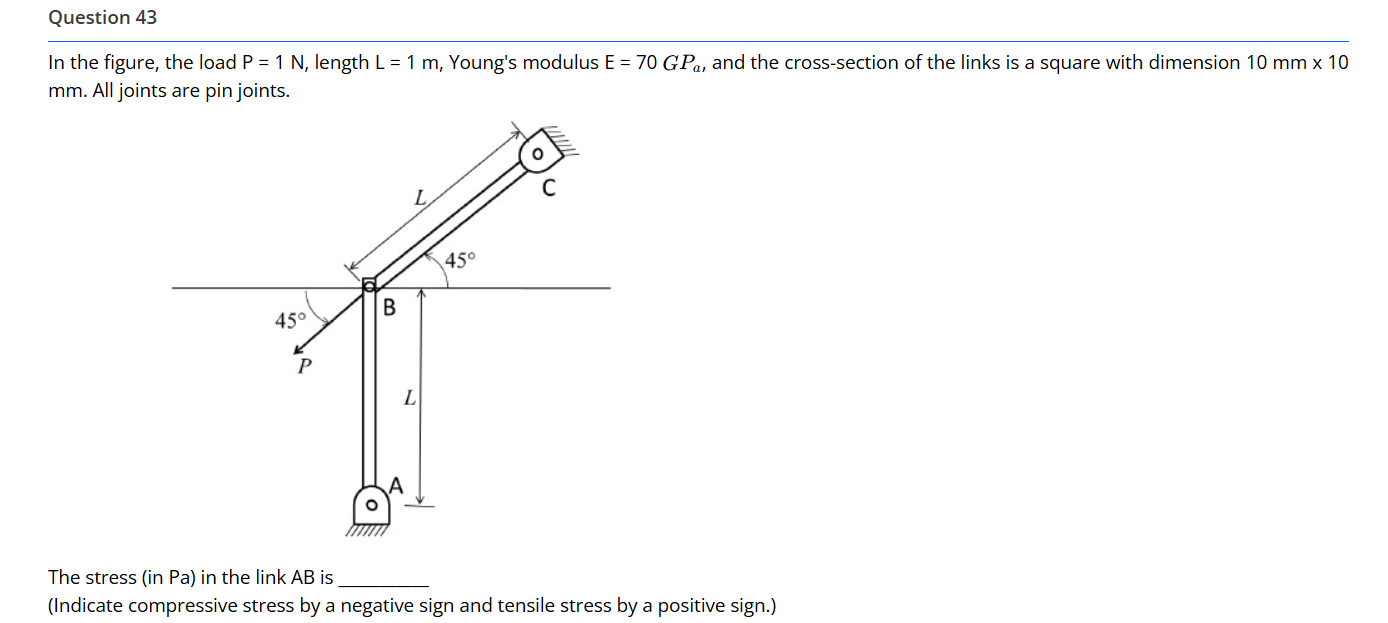 Question 43
In the figure, the load P = 1 N, length L = 1 m, Young's modulus E = 70 GPₐ, and the cross-section of the links is a square with dimension 10 mm x 10
mm. All joints are pin joints.
C
L
45°
B
45°
P
L
A
The stress (in Pa) in the link AB is __________
(Indicate compressive stress by a negative sign and tensile stress by a positive sign.)